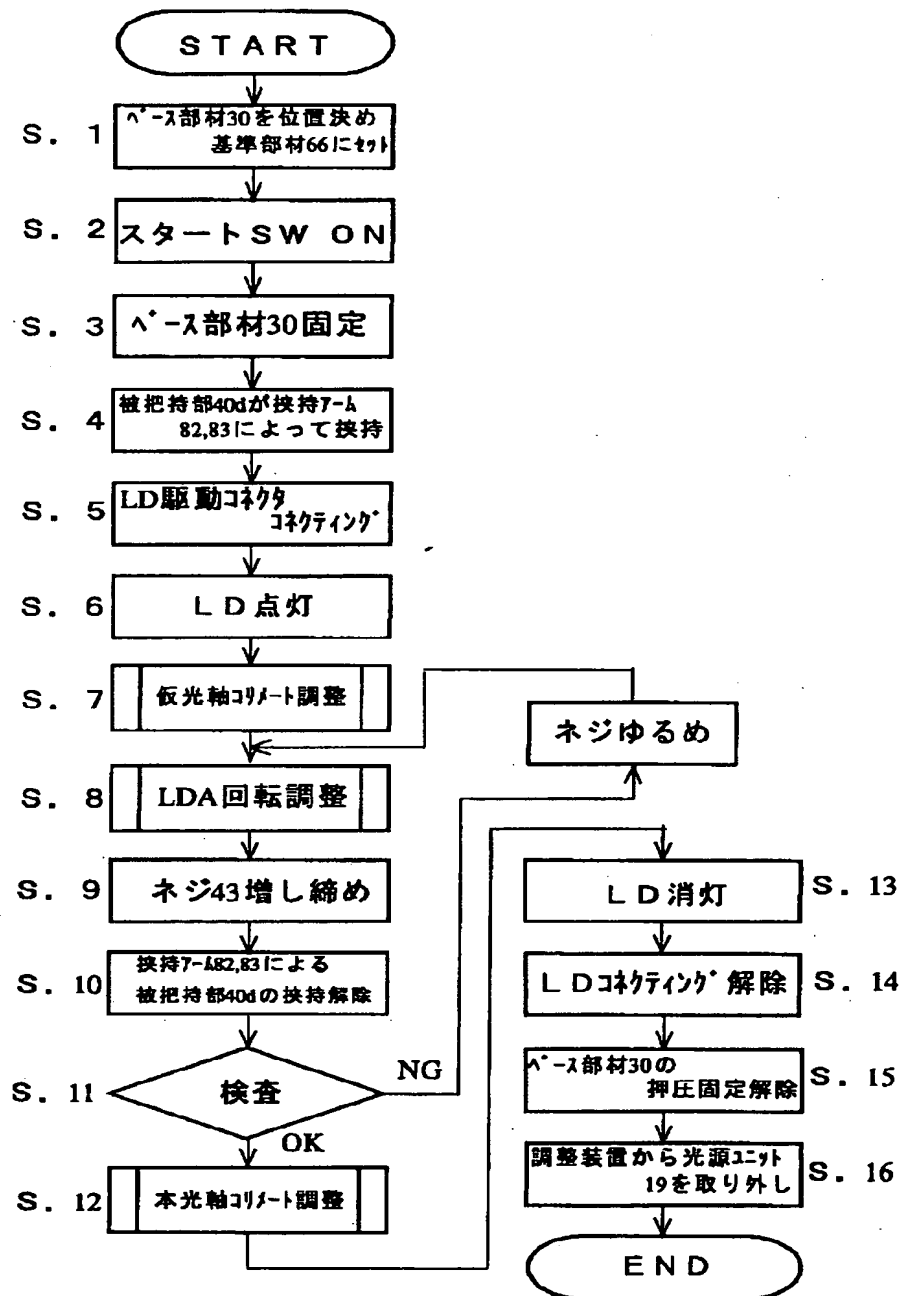 START
S. 1
ﾍﾞｰｽ部材30を位置決め
基準部材66にｾｯﾄ
S. 2
スタートSW ON
S. 3
ﾍﾞｰｽ部材30固定
S. 4
被把持部40dが挟持ｱｰﾑ
82,83によって挟持
S. 5
LD駆動ｺﾈｸﾀ
ｺﾈｸﾃｨﾝｸﾞ
S. 6
LD点灯
S. 7
仮光軸ｺﾘﾒｰﾄ調整
S. 8
LDA回転調整
S. 9
ネジ43増し締め
S. 10
挟持ｱｰﾑ82,83による
被把持部40dの挟持解除
S. 11
検査
NG
OK
S. 12
本光軸ｺﾘﾒｰﾄ調整
ネジゆるめ
LD消灯
S. 13
LDｺﾈｸﾃｨﾝｸﾞ解除
S. 14
ﾍﾞｰｽ部材30の
押圧固定解除
S. 15
調整装置から光源ﾕﾆｯﾄ
19を取り外し
S. 16
END